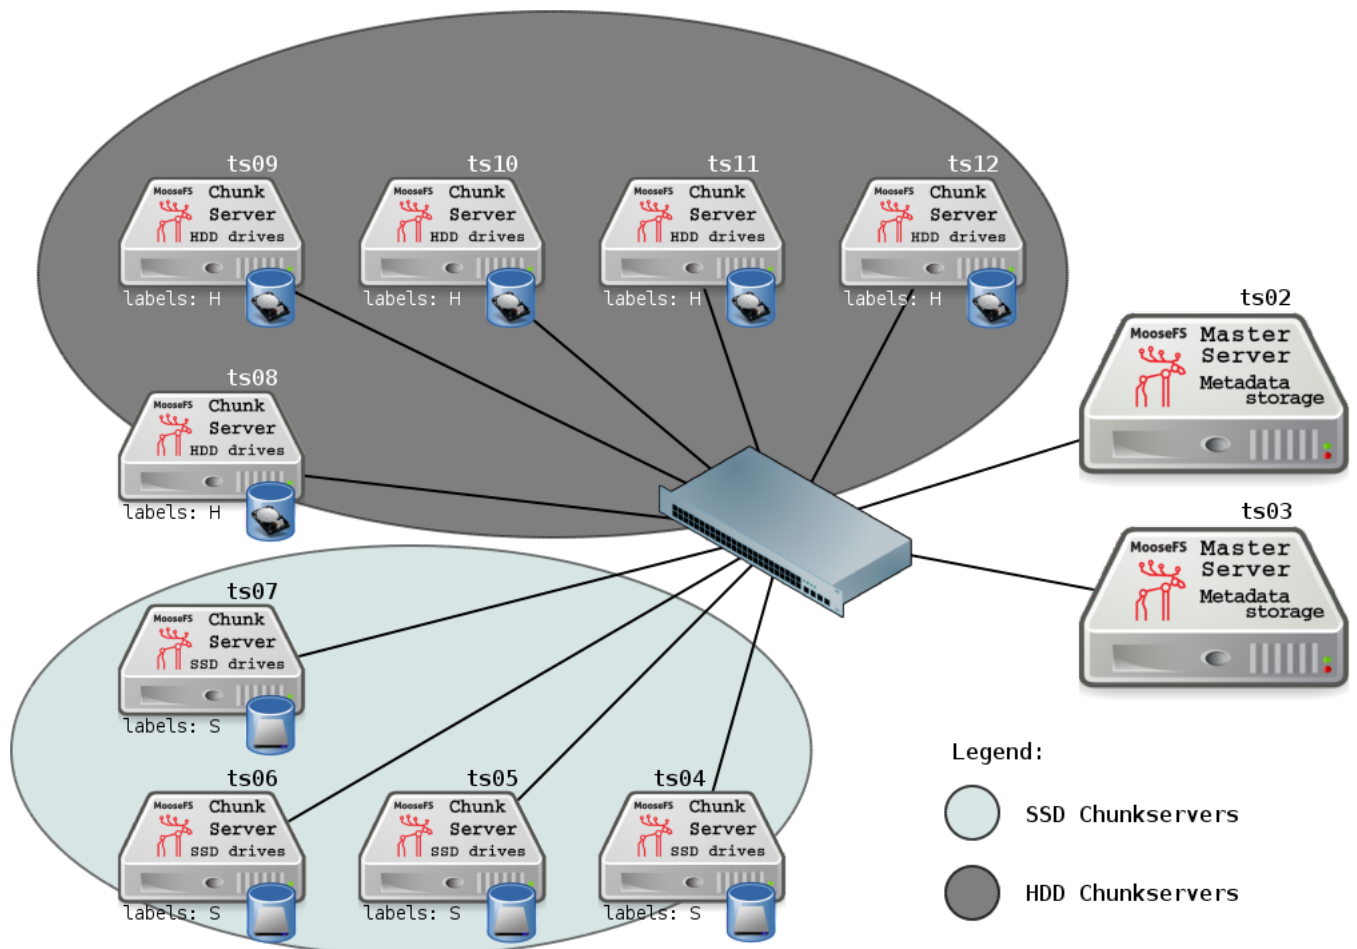 ts09
MooseFS Chunk
Server
HDD drives
labels: H
ts10
MooseFS Chunk
Server
HDD drives
labels: H
ts11
MooseFS Chunk
Server
HDD drives
labels: H
ts12
MooseFS Chunk
Server
HDD drives
labels: H
ts02
MooseFS Master
Server
Metadata
storage
ts08
MooseFS Chunk
Server
HDD drives
labels: H
ts03
MooseFS Master
Server
Metadata
storage
ts07
MooseFS Chunk
Server
SSD drives
labels: S
ts06
MooseFS Chunk
Server
SSD drives
labels: S
ts05
MooseFS Chunk
Server
SSD drives
labels: S
ts04
MooseFS Chunk
Server
SSD drives
labels: S
Legend:
SSD Chunkservers
HDD Chunkservers